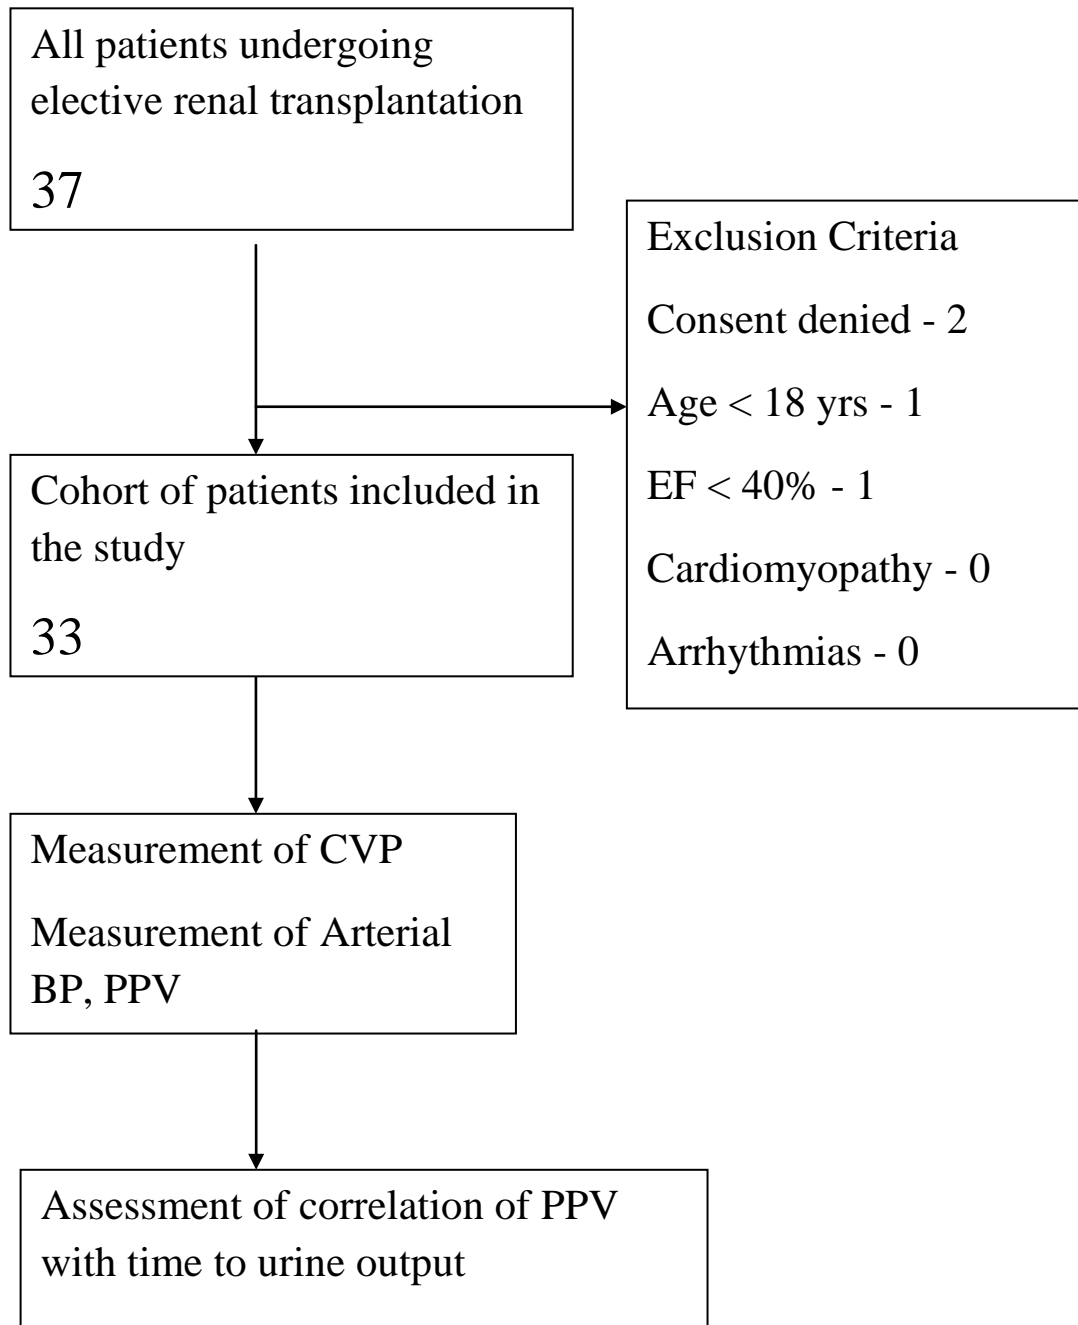 All patients undergoing
elective renal transplantation
37
Exclusion Criteria
Consent denied - 2
Age < 18 yrs - 1
EF < 40% - 1
Cardiomyopathy - 0
Arrhythmias - 0
Cohort of patients included in
the study
33
Measurement of CVP
Measurement of Arterial
BP, PPV
Assessment of correlation of PPV
with time to urine output